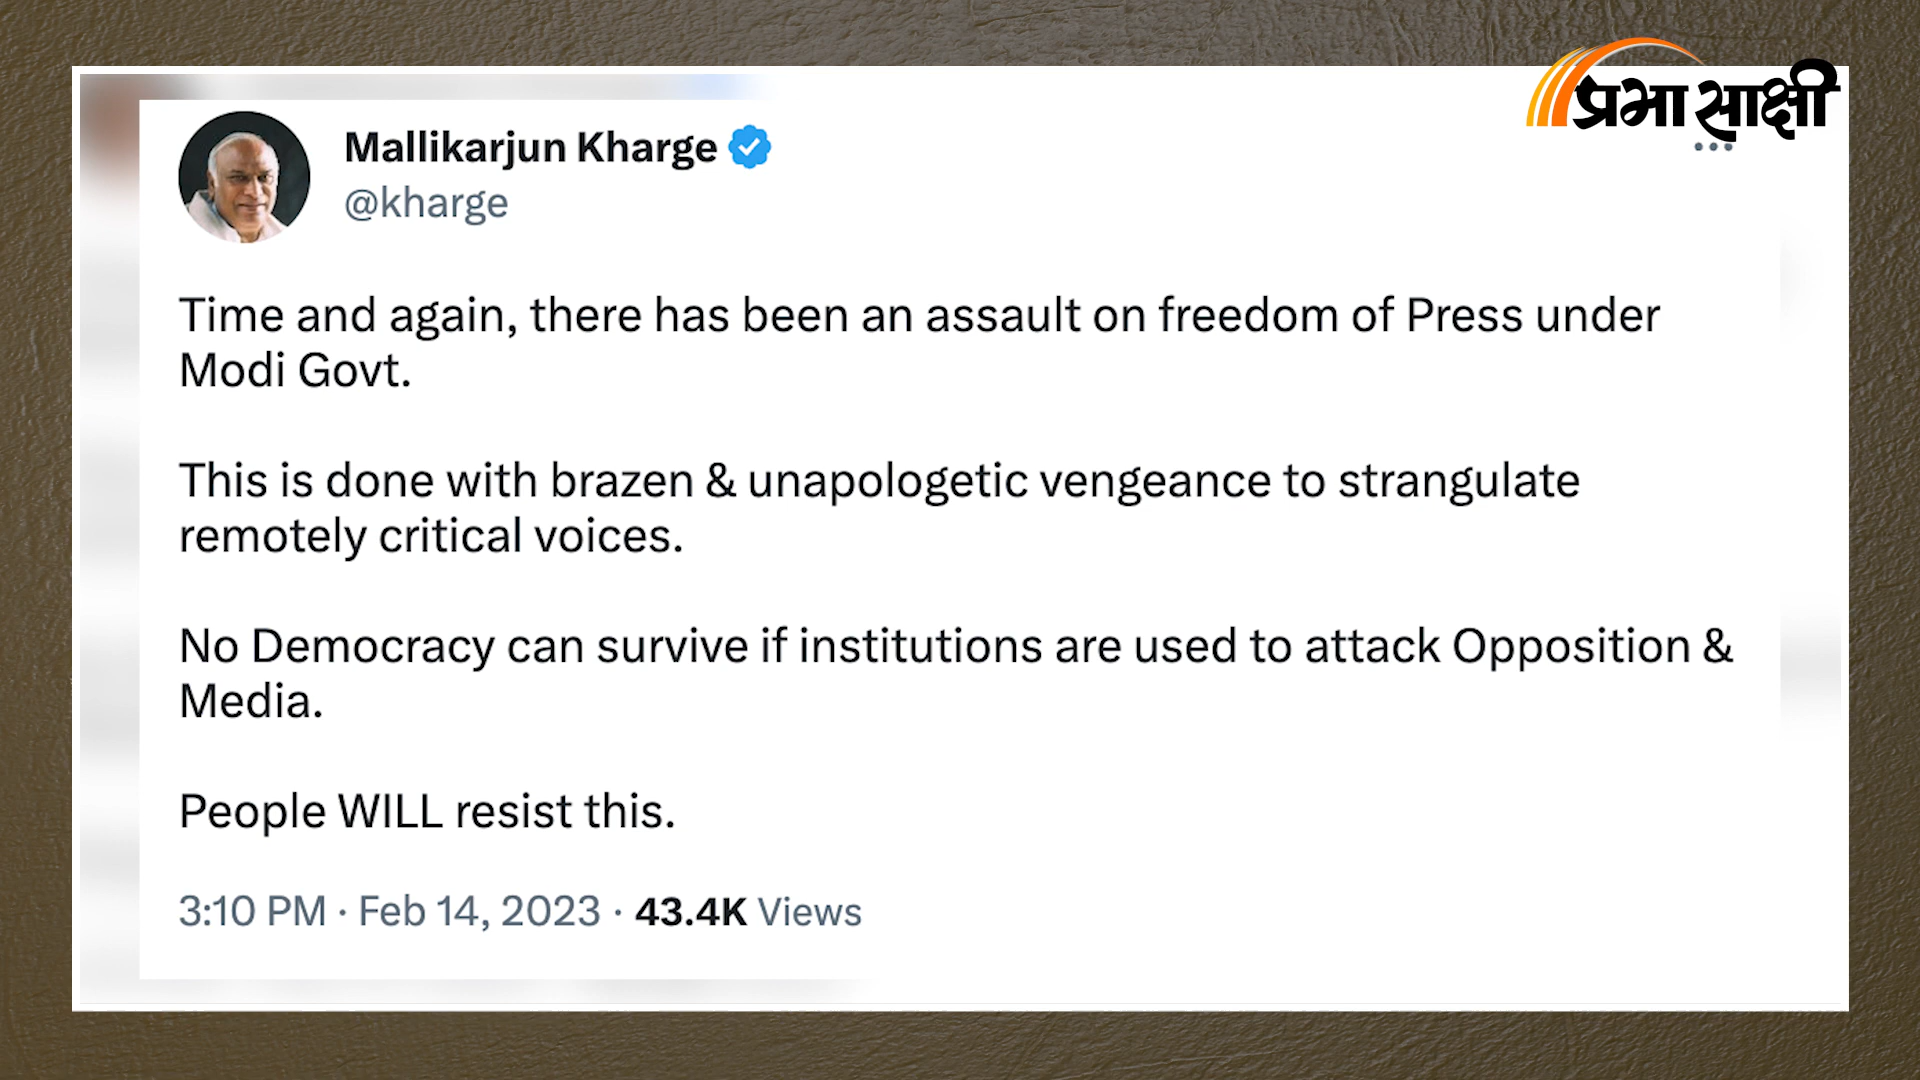 प्रभासाक्षी
Mallikarjun Kharge
@kharge
Time and again, there has been an assault on freedom of Press under
Modi Govt.
This is done with brazen & unapologetic vengeance to strangulate
remotely critical voices.
No Democracy can survive if institutions are used to attack Opposition &
Media.
People WILL resist this.
3:10 PM · Feb 14, 2023 · 43.4K Views